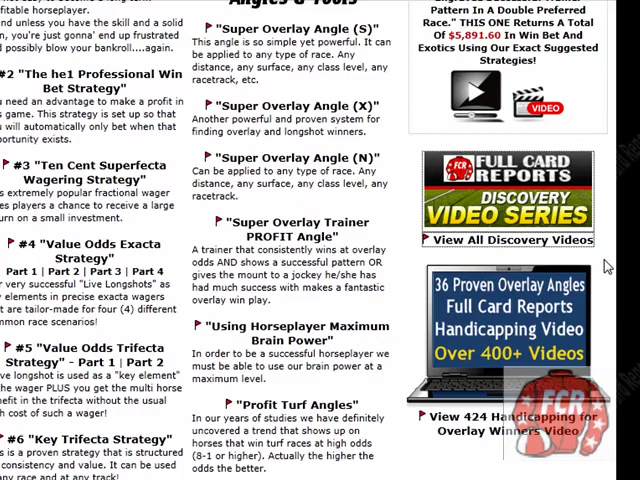 fitable horseplayer.
nd unless you have the skill and a solid
n, you're just gonna' end up frustrated
d possibly blow your bankroll....again.
#2 "The he1 Professional Win
Bet Strategy"
u need an advantage to make a profit in
s game. This strategy is set up so that
u will automatically only bet when that
portunity exists.
#3 "Ten Cent Superfecta
Wagering Strategy"
s extremely popular fractional wager
es players a chance to receive a large
urn on a small investment.
#4 "Value Odds Exacta
Strategy"
Part 1 | Part 2 | Part 3 | Part 4
r very successful "Live Longshots" as
y elements in precise exacta wagers
t are tailor-made for four (4) different
mmon race scenarios!
#5 "Value Odds Trifecta
Strategy" - Part 1 | Part 2
ve longshot is used as a "key element"
the wager PLUS you get the multi horse
nefit in the trifecta without the usual
h cost of such a wager!
#6 "Key Trifecta Strategy"
s is a proven strategy that is structured
consistency and value. It can be used
any race and at any track!
Angles & Tools
"Super Overlay Angle (S)"
This angle is so simple yet powerful. It can
be applied to any type of race. Any
distance, any surface, any class level, any
racetrack, etc.
"Super Overlay Angle (X)"
Another powerful and proven system for
finding overlay and longshot winners.
"Super Overlay Angle (N)"
Can be applied to any type of race. Any
distance, any surface, any class level, any
racetrack.
"Super Overlay Trainer
PROFIT Angle"
A trainer that consistently wins at overlay
odds AND shows a successful pattern OR
gives the mount to a jockey he/she has
had much success with makes a fantastic
overlay win play.
"Using Horseplayer Maximum
Brain Power"
In order to be a successful horseplayer we
must be able to use our brain power at a
maximum level.
"Profit Turf Angles"
In our years of studies we have definitely
uncovered a trend that shows up on
horses that win turf races at high odds
(8-1 or higher). Actually the higher the
odds the better.
Pattern In A Double Preferred
Race." THIS ONE Returns A Total
Of $5,891.60 In Win Bet And
Exotics Using Our Exact Suggested
Strategies!
VIDEO
FCR FULL CARD
REPORTS
DISCOVERY
VIDEO SERIES
View All Discovery Videos
36 Proven Overlay Angles
Full Card Reports
Handicapping Video
Over 400+ Videos
View 424 Handicapping for
Overlay Winners Video
FCR